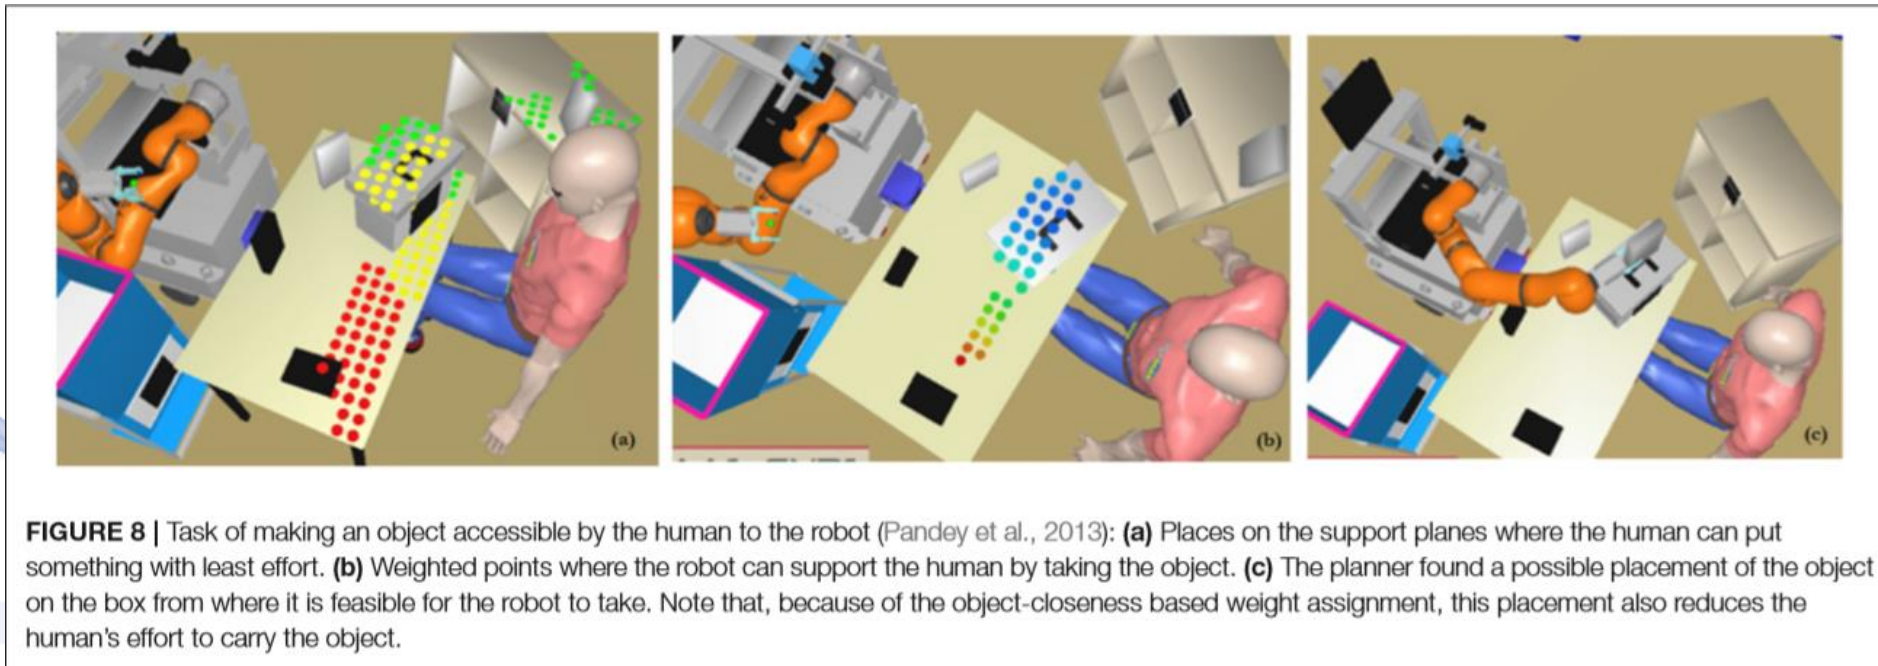 (a)
(b)
(c)
FIGURE 8 | Task of making an object accessible by the human to the robot (Pandey et al., 2013): (a) Places on the support planes where the human can put
something with least effort. (b) Weighted points where the robot can support the human by taking the object. (c) The planner found a possible placement of the object
on the box from where it is feasible for the robot to take. Note that, because of the object-closeness based weight assignment, this placement also reduces the
human's effort to carry the object.